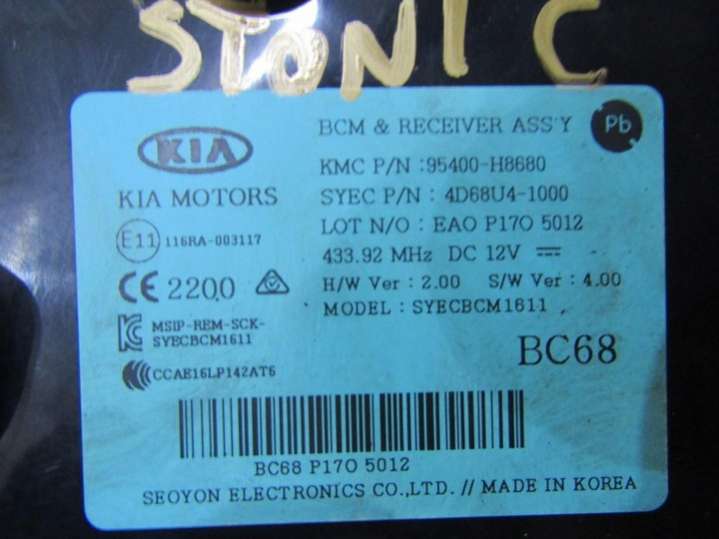 STONIC
KIA
KIA MOTORS
BCM & RECEIVER ASS'Y
Pb
KMC P/N : 95400-H8680
SYEC P/N : 4D68U4-1000
LOT N/O : EAO P17O 5012
433.92 MHz DC 12V
H/W Ver : 2.00 S/W Ver : 4.00
MODEL : SYECBCM1611
E11 116RA-003117
CE 2200
MSIP-REM-SCK-
SYECBCM1611
CCAE16LP142AT6
BC68
BC68 P17O 5012
SEOYON ELECTRONICS CO.,LTD. // MADE IN KOREA